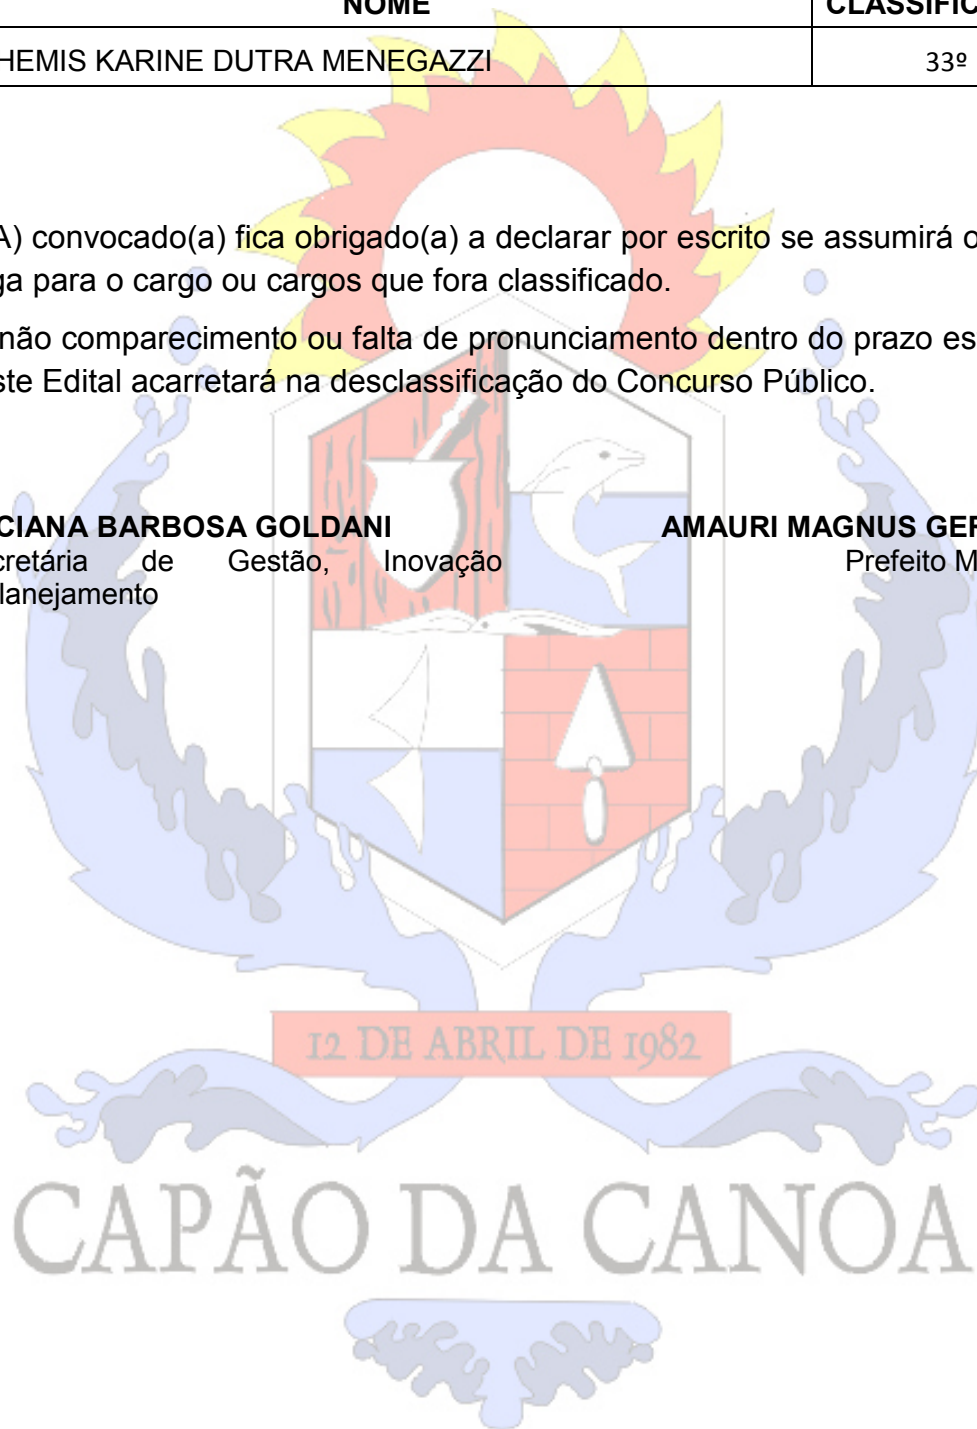 NOME CLASSIFIC
HEMIS KARINE DUTRA MENEGAZZI 33º
A) convocado(a) fica obrigado(a) a declarar por escrito se assumirá o
ga para o cargo ou cargos que fora classificado.
não comparecimento ou falta de pronunciamento dentro do prazo es
ste Edital acarretará na desclassificação do Concurso Público.
CIANA BARBOSA GOLDANI AMAURI MAGNUS GER
cretária de Gestão, Inovação Prefeito M
lanejamento
12 DE ABRIL DE 1982
CAPÃO DA CANOA